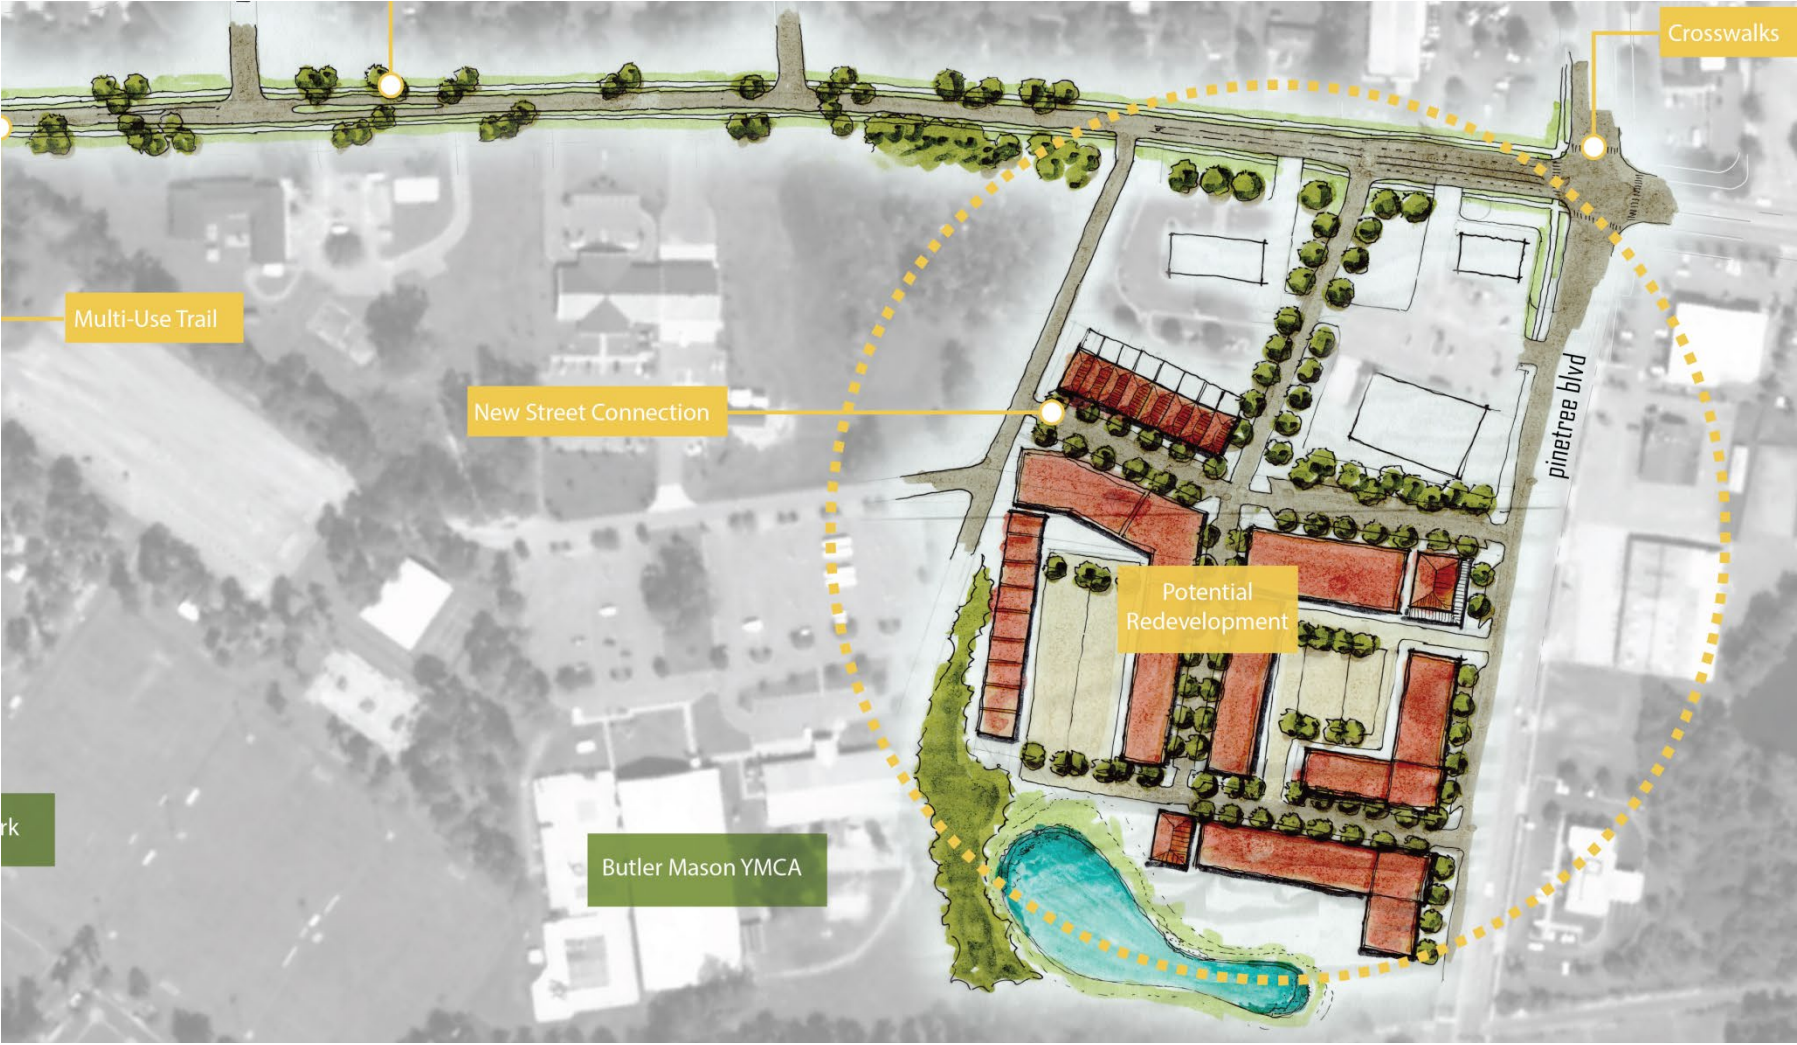 Crosswalks
Multi-Use Trail
New Street Connection
pinetree blvd
Potential
Redevelopment
rk
Butler Mason YMCA